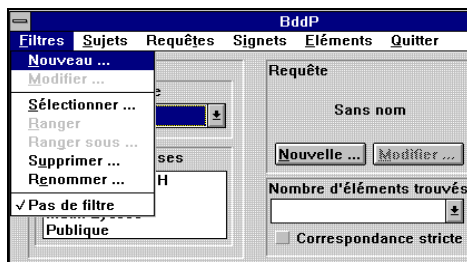 BddP
Filtres Sujets Requêtes Signets Eléments Quitter
Nouveau ...
Modifier ...
Sélectionner ...
Ranger
Ranger sous ...
Supprimer ...
Renommer ...
√ Pas de filtre
ses
H
Publique
Requête
Sans nom
Nouvelle ... Modifier ...
Nombre d'éléments trouvés
Correspondance stricte